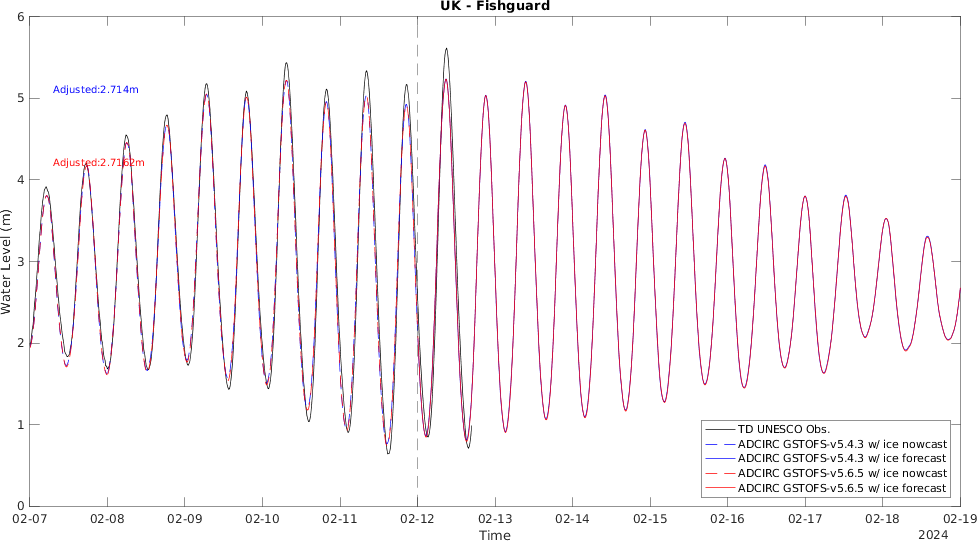 UK - Fishguard
6
5
4
3
2
1
0
Water Level (m)
Adjusted:2.714m
Adjusted:2.7162m
TD UNESCO Obs.
ADCIRC GSTOFS-v5.4.3 w/ ice nowcast
ADCIRC GSTOFS-v5.4.3 w/ ice forecast
ADCIRC GSTOFS-v5.6.5 w/ ice nowcast
ADCIRC GSTOFS-v5.6.5 w/ ice forecast
02-07 02-08 02-09 02-10 02-11 02-12 02-13 02-14 02-15 02-16 02-17 02-18 02-19
Time
2024